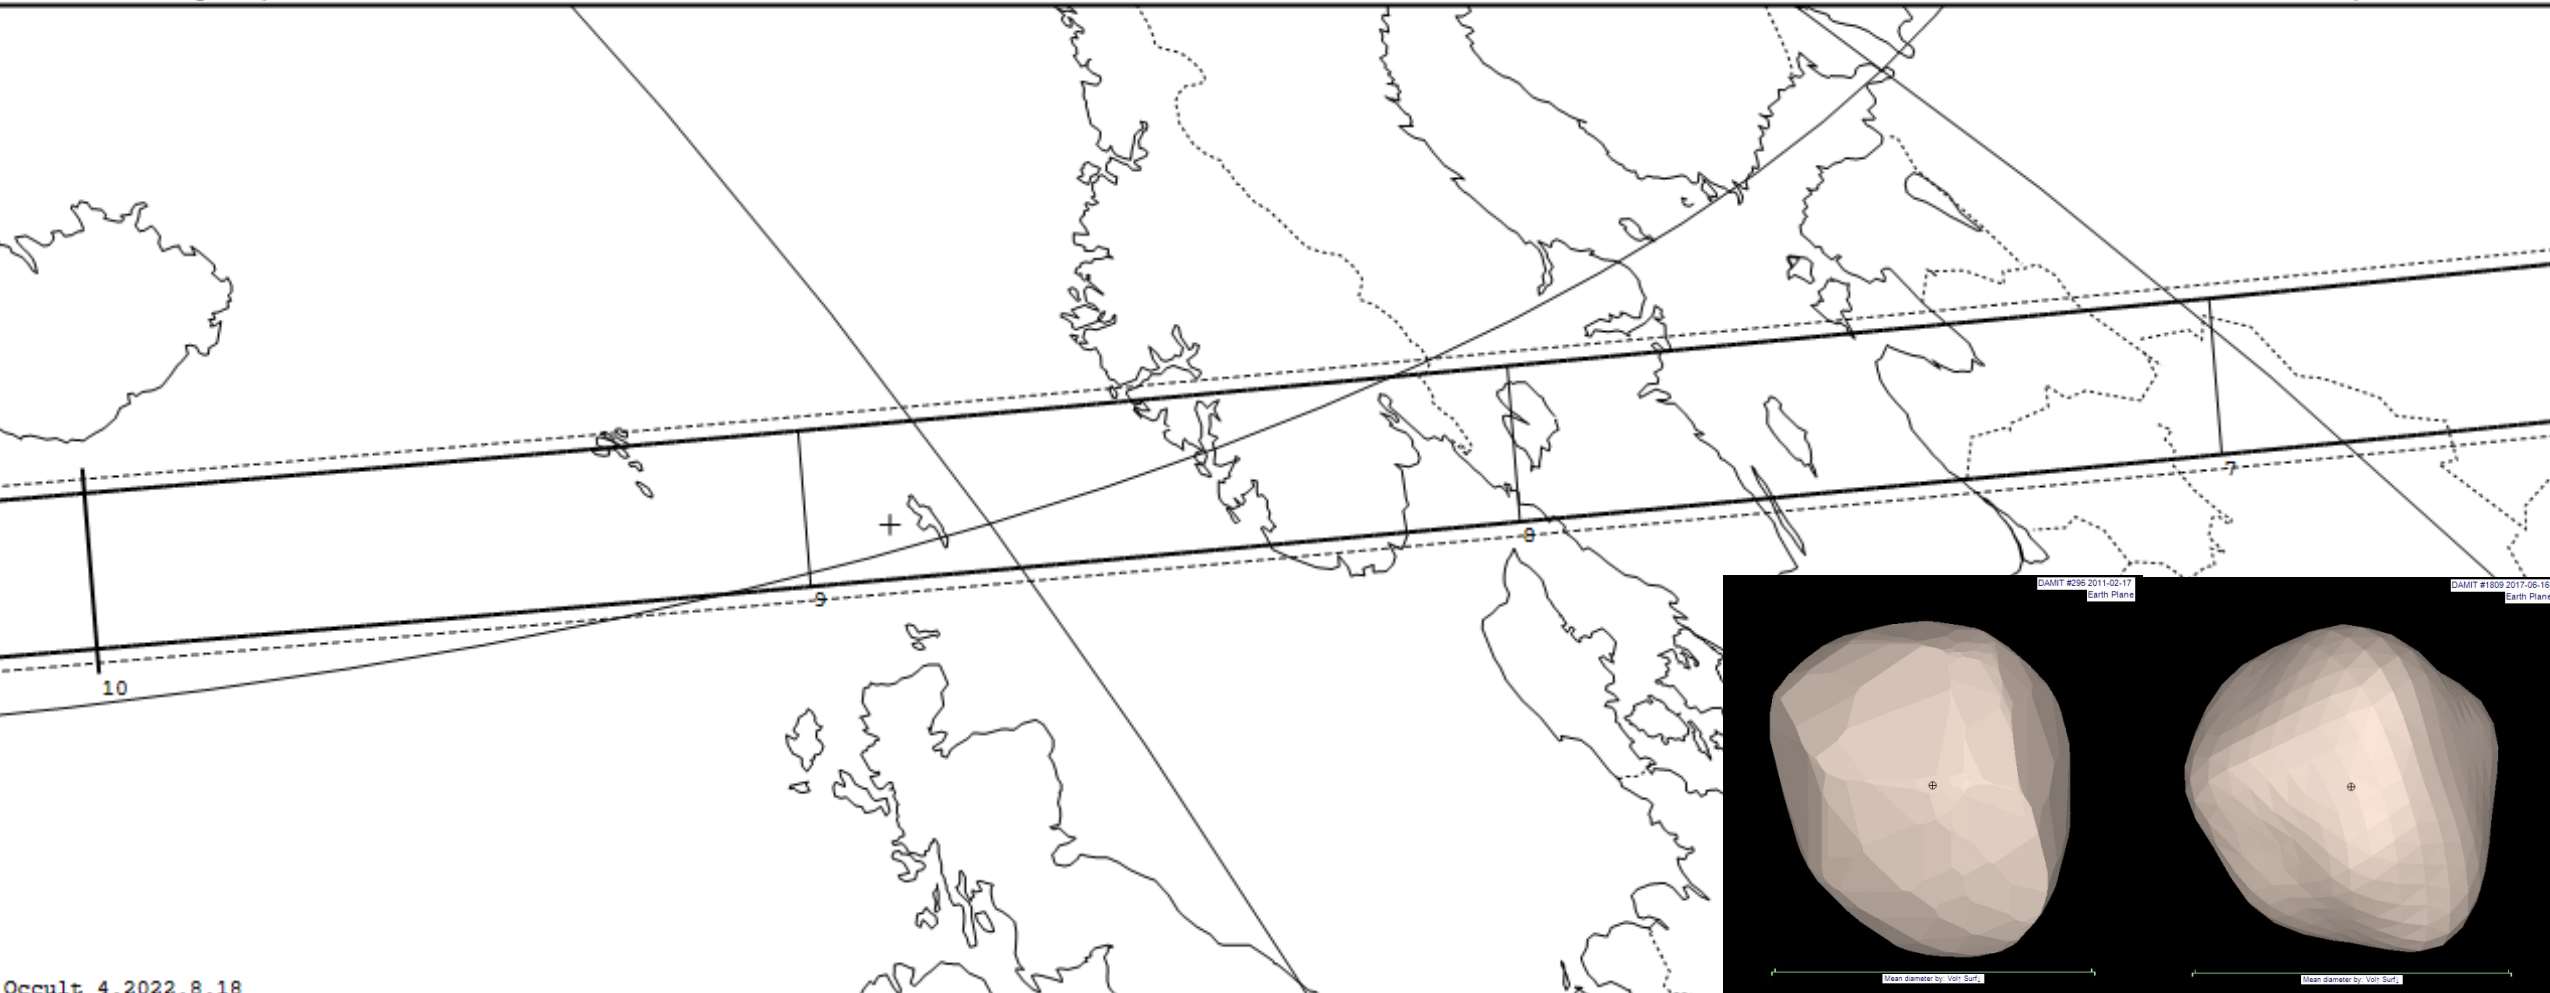 7
8
9
10
DAMIT #295 2011-02-17
Earth Plane
DAMIT #1809 2017-06-16
Earth Plane
Mean diameter by: Vol↑ Surf↓
Mean diameter by: Vol↑ Surf↓
Occult 4.2022.8.18